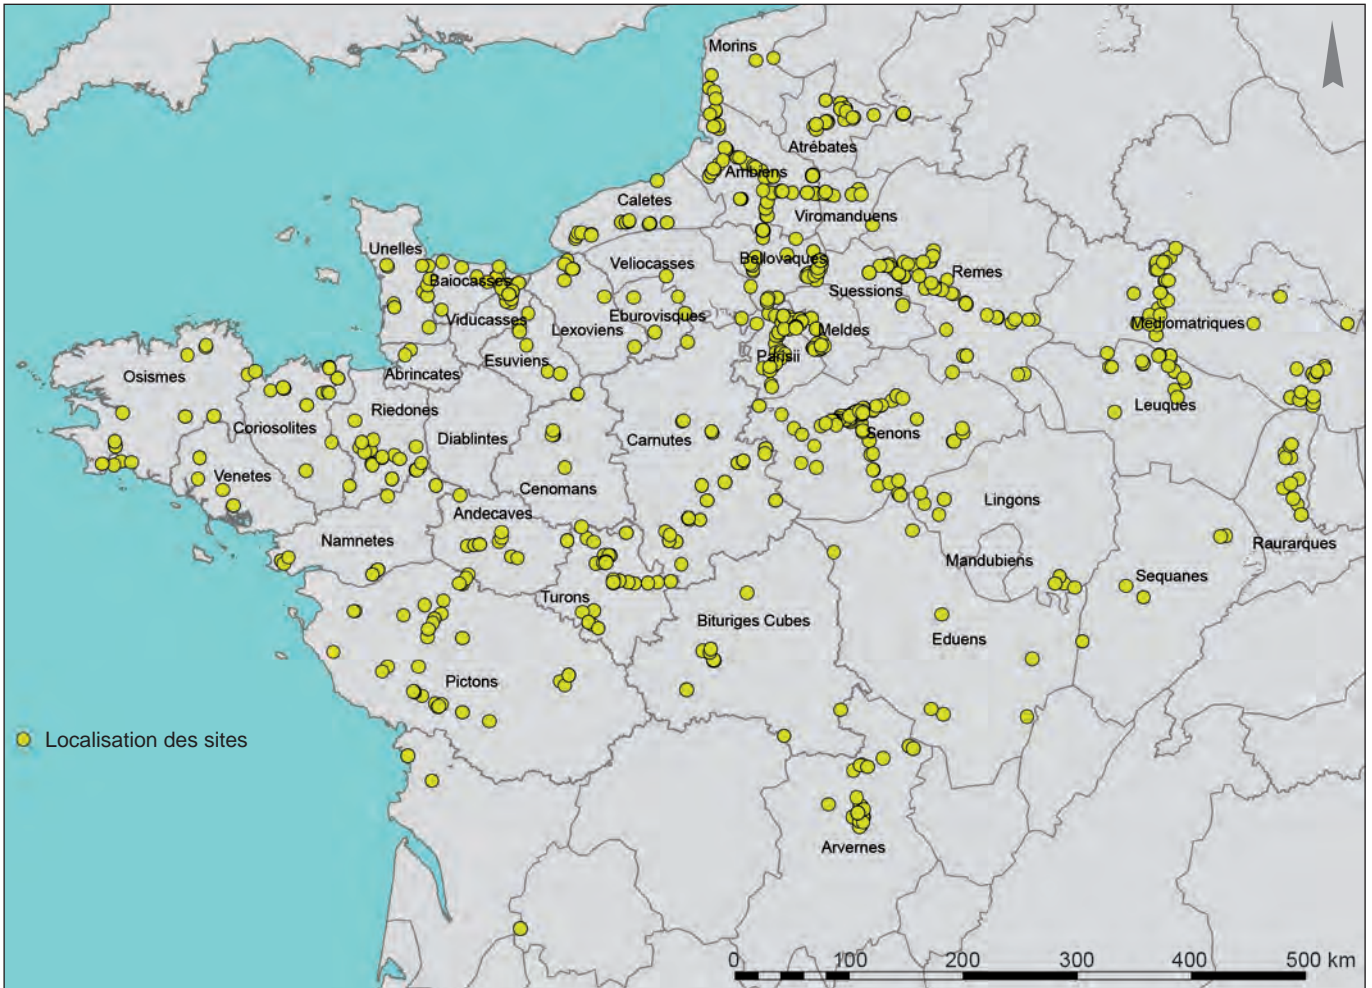 Morins
Atrébates
Ambiens
Caletes
Viromanduens
Unelles
Baiocasses
Veliocasses
Bellovaques
Remes
Suessions
Viducasses
Lexoviens
Eburovisques
Meldes
Médiomatriques
Esuviens
Parisii
Osismes
Abrincates
Riedones
Leuques
Coriosolites
Diablintes
Carnutes
Senons
Venetes
Cenomans
Lingons
Andecaves
Namnetes
Raurarques
Mandubiens
Sequanes
Turons
Bituriges Cubes
Eduens
Pictons
Localisation des sites
Arvernes
0 100 200 300 400 500 km